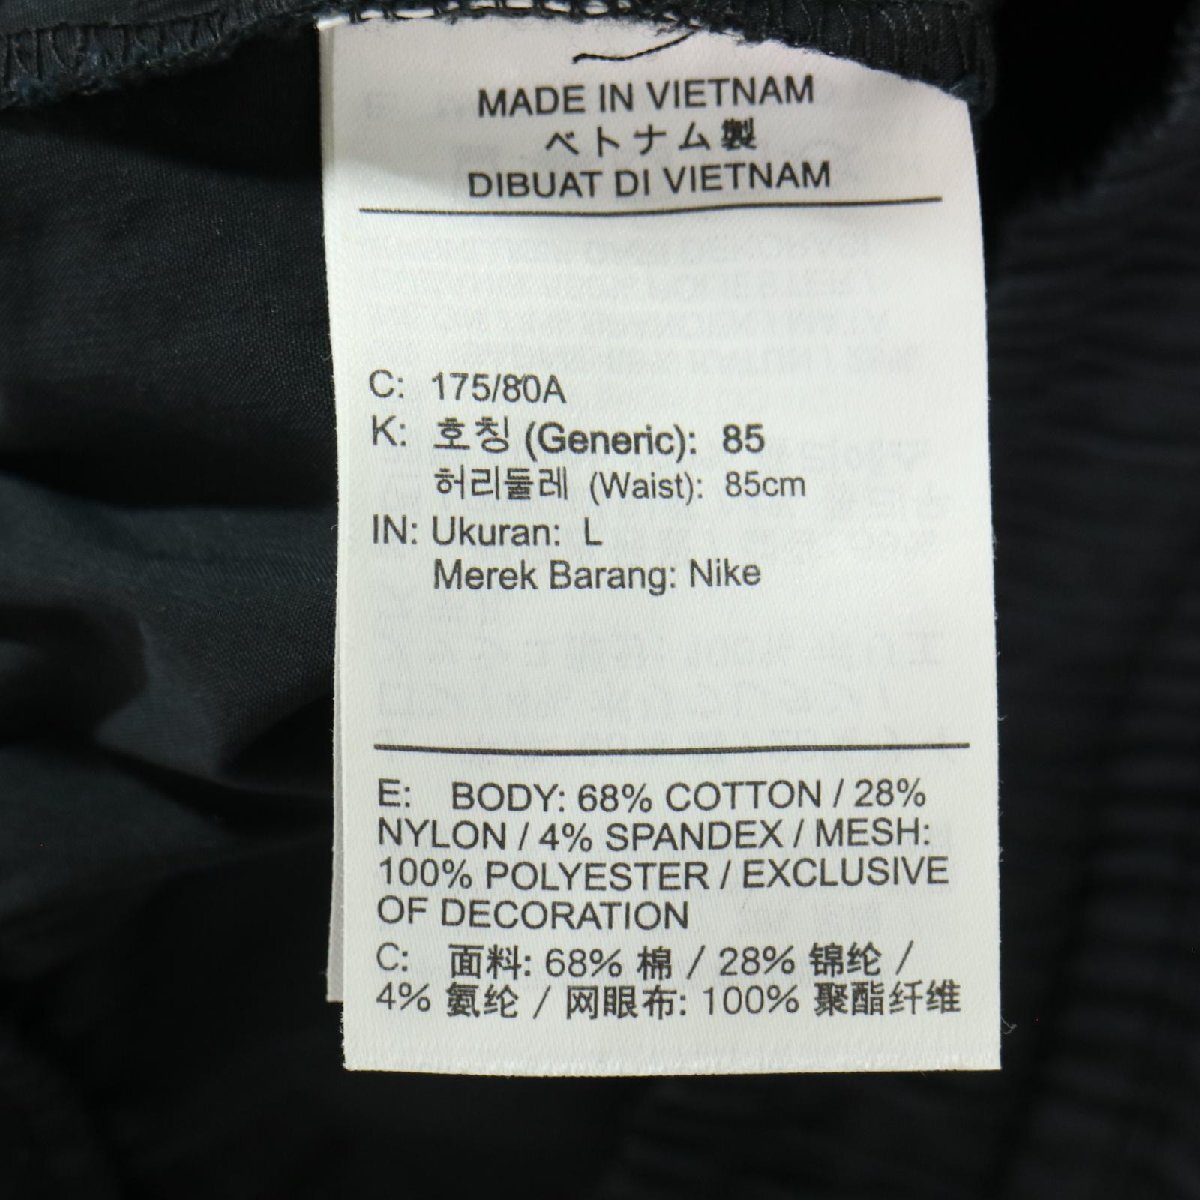 MADE IN VIETNAM
ベトナム製
DIBUAT DI VIETNAM
C: 175/80A
K: 호칭 (Generic): 85
허리둘레 (Waist): 85cm
IN: Ukuran: L
Merek Barang: Nike
E: BODY: 68% COTTON / 28%
NYLON / 4% SPANDEX / MESH:
100% POLYESTER / EXCLUSIVE
OF DECORATION
C: 面料: 68% 棉 / 28% 锦纶 /
4% 氨纶 / 网眼布: 100% 聚酯纤维